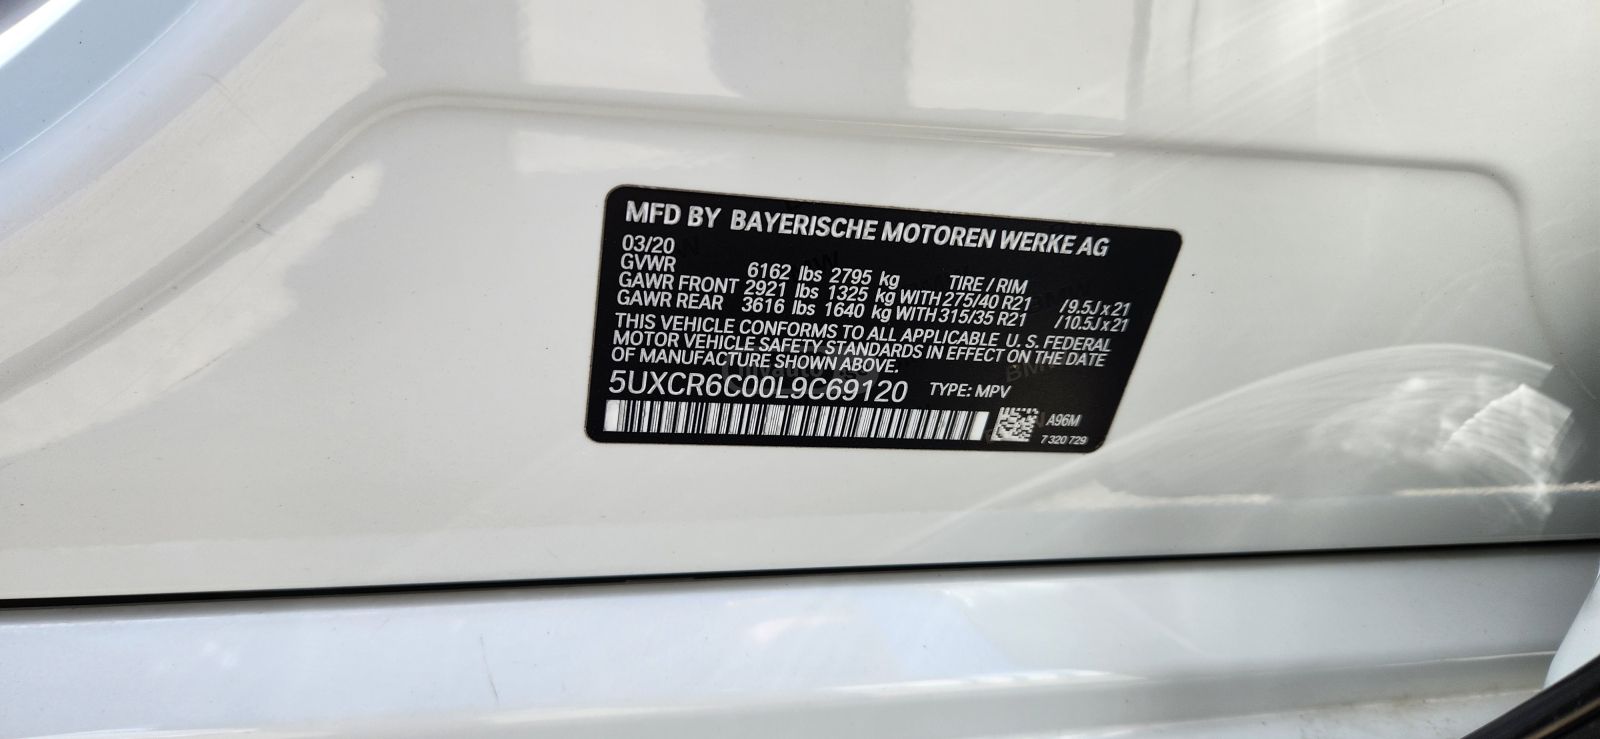 MFD BY BAYERISCHE MOTOREN WERKE AG
03/20
GVWR 6162 lbs 2795 kg TIRE / RIM
GAWR FRONT 2921 lbs 1325 kg WITH 275/40 R21 / 9.5J x 21
GAWR REAR 3616 lbs 1640 kg WITH 315/35 R21 / 10.5J x 21
THIS VEHICLE CONFORMS TO ALL APPLICABLE U. S. FEDERAL
MOTOR VEHICLE SAFETY STANDARDS IN EFFECT ON THE DATE
OF MANUFACTURE SHOWN ABOVE.
5UXCR6C00L9C69120 TYPE: MPV
A96M
7 320 729